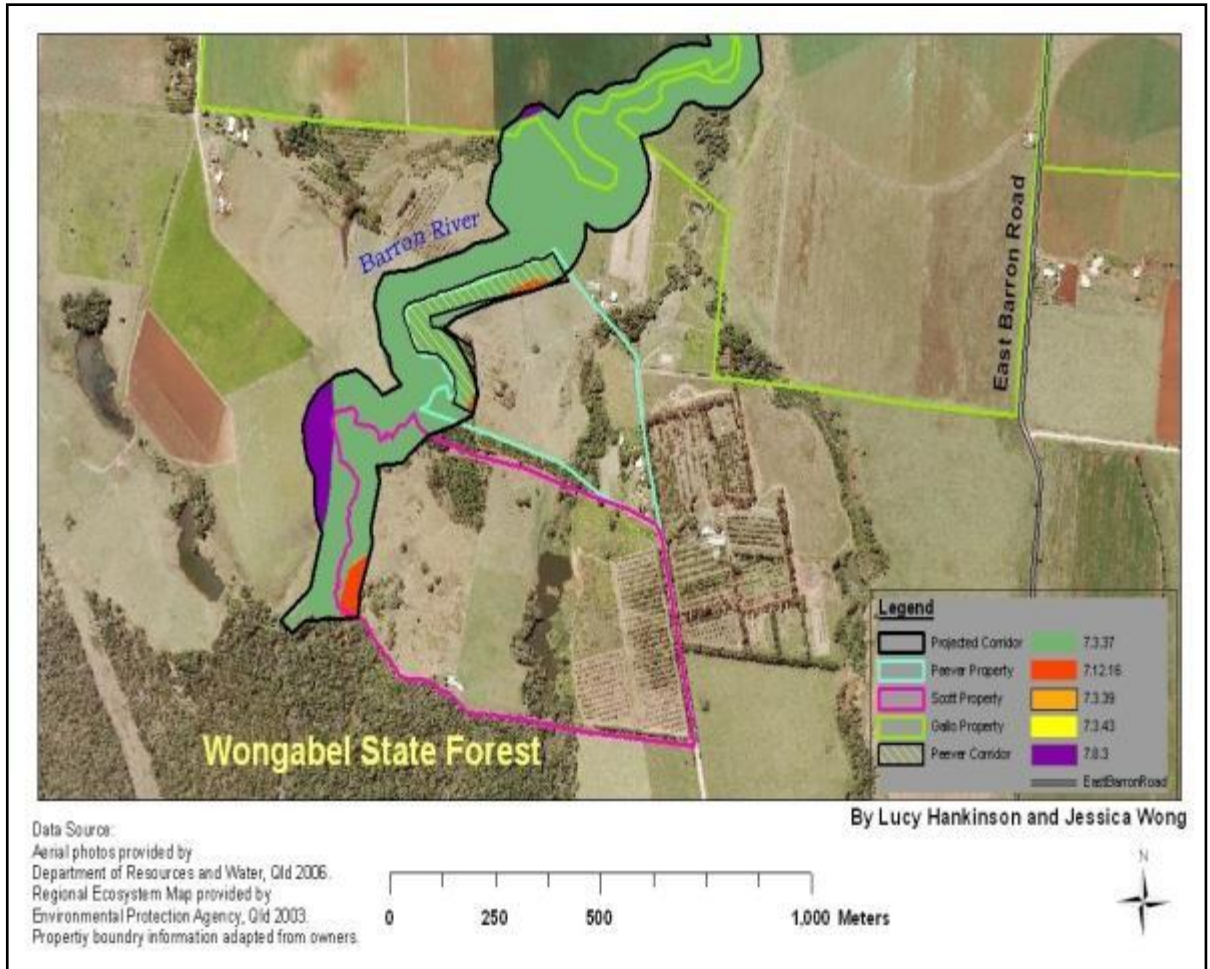 Barron River
East Barron Road
Wongabel State Forest
Legend
Projected Corridor
Peever Property
Scott Property
Gallo Property
Peever Corridor
7.3.37
7.12.16
7.3.39
7.3.43
7.8.3
EastBarronRoad
By Lucy Hankinson and Jessica Wong
Data Source:
Aerial photos provided by
Department of Resources and Water, Qld 2006.
Regional Ecosystem Map provided by
Environmental Protection Agency, Qld 2003.
Propertiy boundry information adapted from owners.
0 250 500 1,000 Meters
N